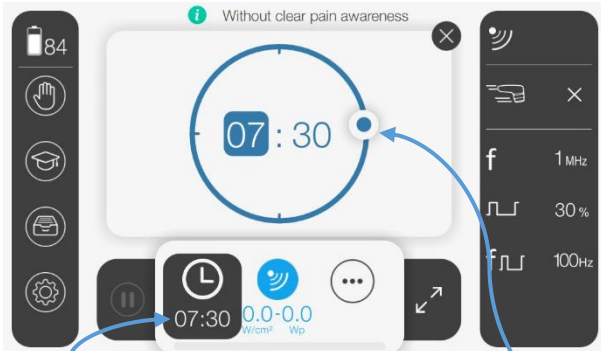 i Without clear pain awareness
84
07 : 30
f 1 MHz
30 %
f 100Hz
07:30
0.0-0.0
W/cm² Wp